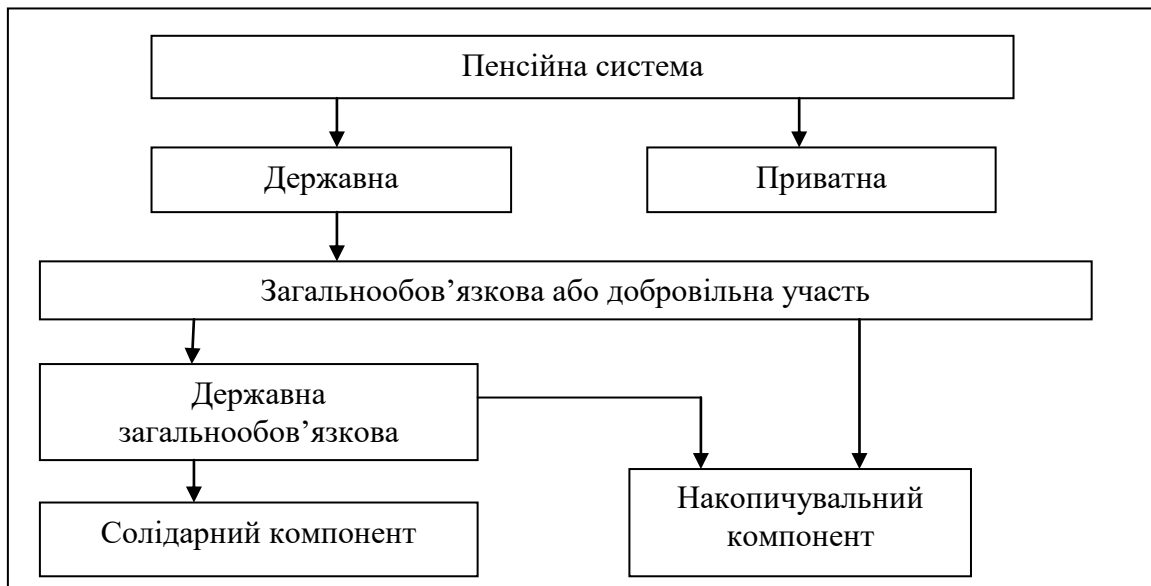 Пенсійна система
Державна
Приватна
Загальнообов’язкова або добровільна участь
Державна
загальнообов’язкова
Накопичувальний
компонент
Солідарний компонент